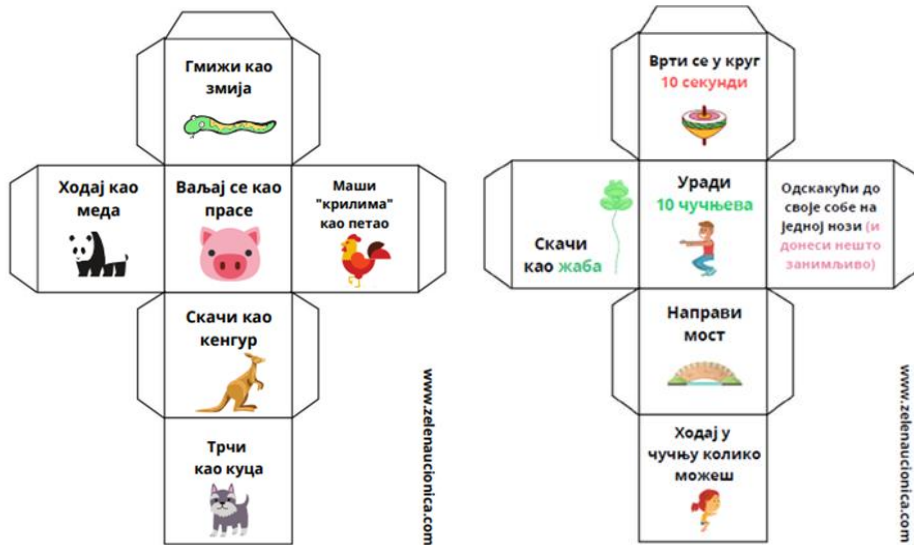 Гмижи као
змија
Ходај као
меда
Ваљај се као
прасе
Маши
"крилима"
као петао
Скачи као
кенгур
Трчи
као куца
www.zelenaucionica.com
Врти се у круг
10 секунди
Скачи
као жаба
Уради
10 чучњева
Одскакући до
своје собе на
једној нози (и
донеси нешто
занимљиво)
Направи
мост
Ходај у
чучњу колико
можеш
www.zelenaucionica.com